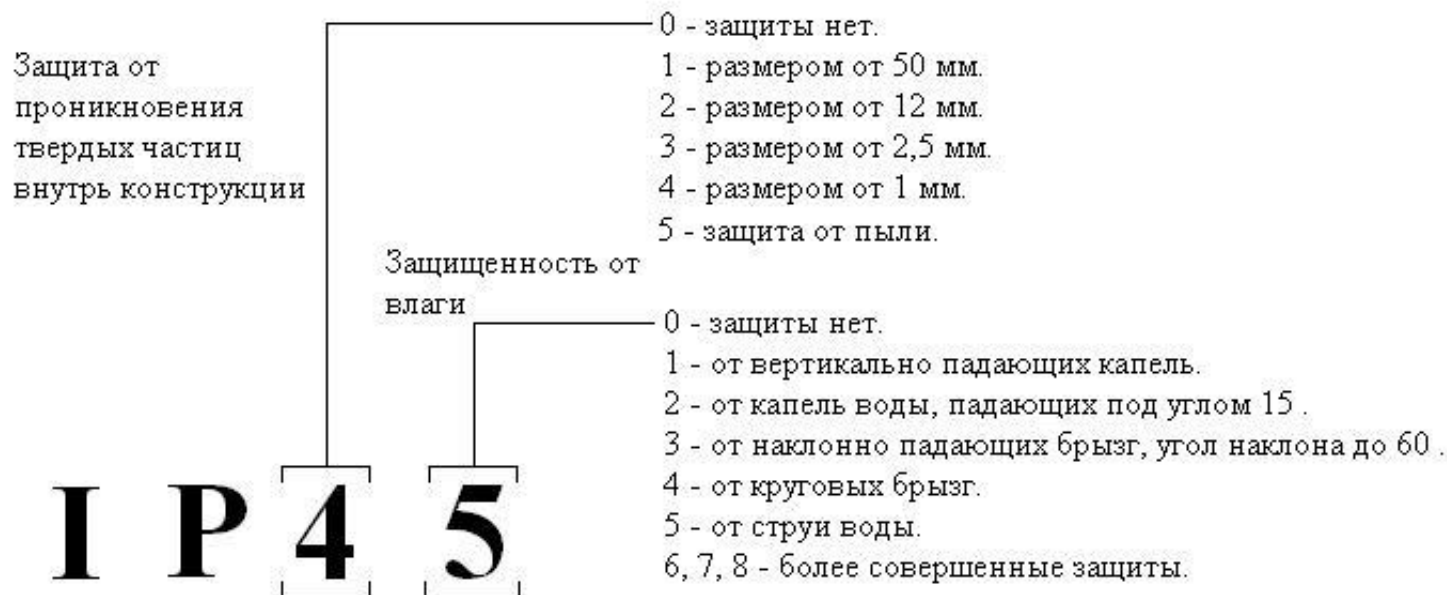 Защита от
проникновения
твердых частиц
внутрь конструкции
0 - защиты нет.
1 - размером от 50 мм.
2 - размером от 12 мм.
3 - размером от 2,5 мм.
4 - размером от 1 мм.
5 - защита от пыли.
Защищенность от
влаги
0 - защиты нет.
1 - от вертикально падающих капель.
2 - от капель воды, падающих под углом 15 .
3 - от наклонно падающих брызг, угол наклона до 60 .
4 - от круговых брызг.
5 - от струи воды.
6, 7, 8 - более совершенные защиты.
I P 4 5